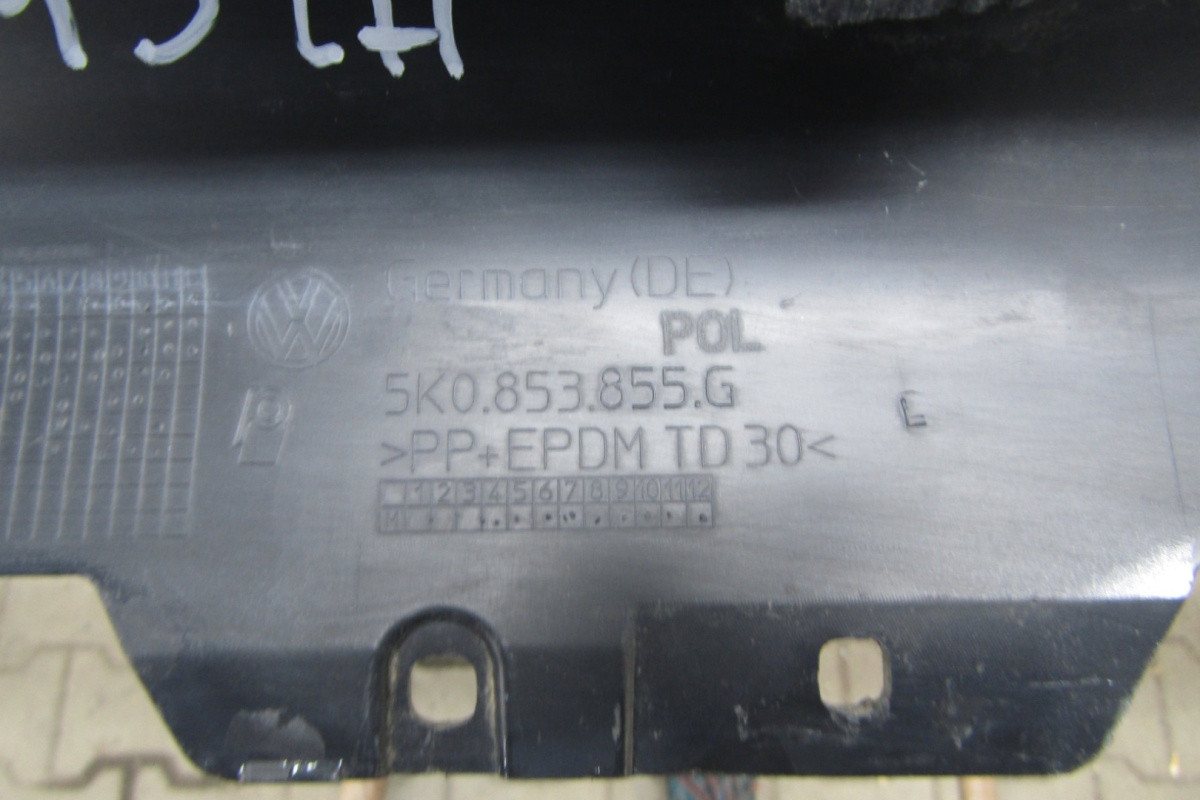 Germany (DE)
POL
5K0.853.855.G
E
>PP+EPDM TD 30<
1 2 3 4 5 6 7 8 9 10 11 12
M